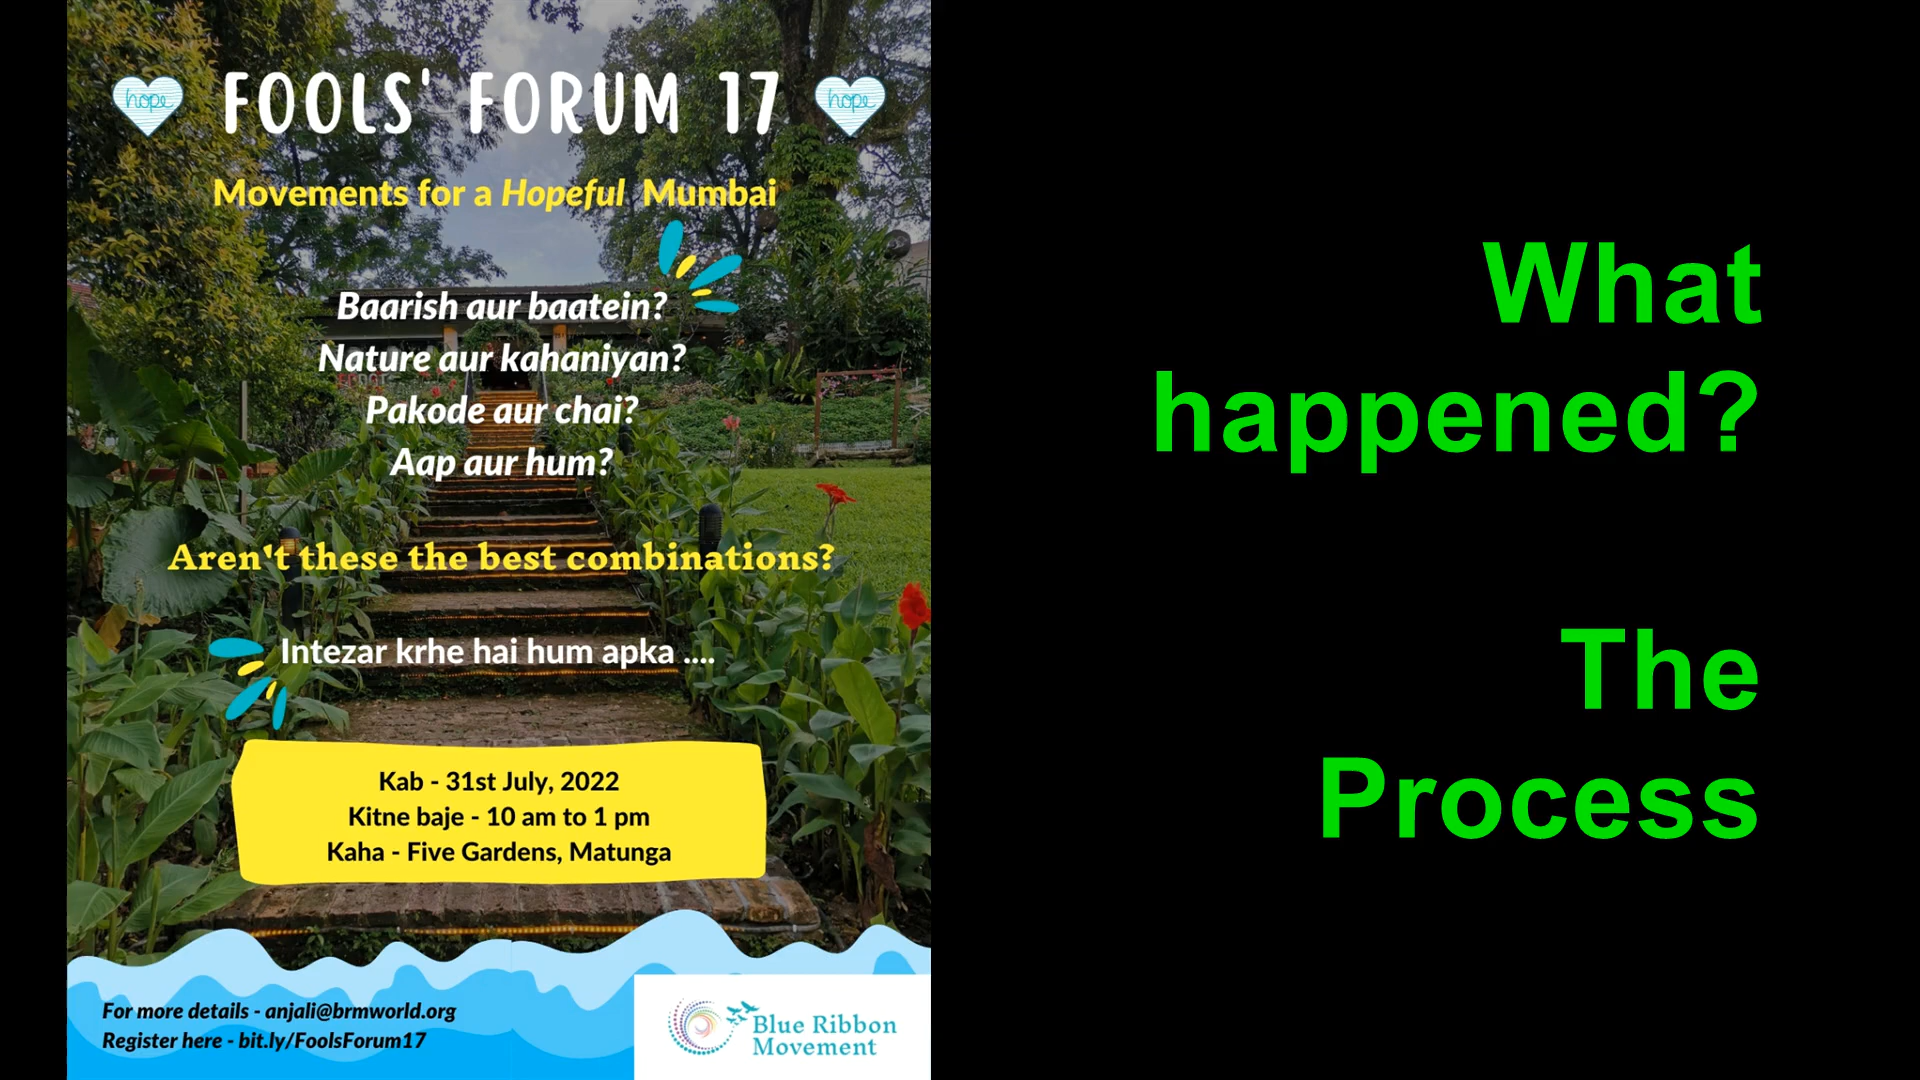 hope
FOOLS' FORUM 17
hope
Movements for a Hopeful Mumbai
Baarish aur baatein?
Nature aur kahaniyan?
Pakode aur chai?
Aap aur hum?
Aren't these the best combinations?
Intezar krhe hai hum apka ....
Kab - 31st July, 2022
Kitne baje - 10 am to 1 pm
Kaha - Five Gardens, Matunga
For more details - anjali@brmworld.org
Register here - bit.ly/FoolsForum17
Blue Ribbon
Movement
What
happened?
The
Process